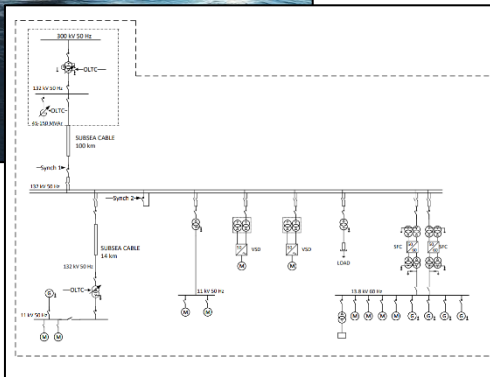 300 kV 50 Hz
OLTC
132 kV 50 Hz
OLTC
SUBSEA CABLE
100 km
Synch 1
132 kV 50 Hz
Synch 2
SUBSEA CABLE
14 km
132 kV 50 Hz
OLTC
G
11 kV 50 Hz
M M
11 kV 50 Hz
M M
VSD
M
VSD
M
LOAD
SFC
SFC
13.8 kV 60 Hz
M M M M G G G G